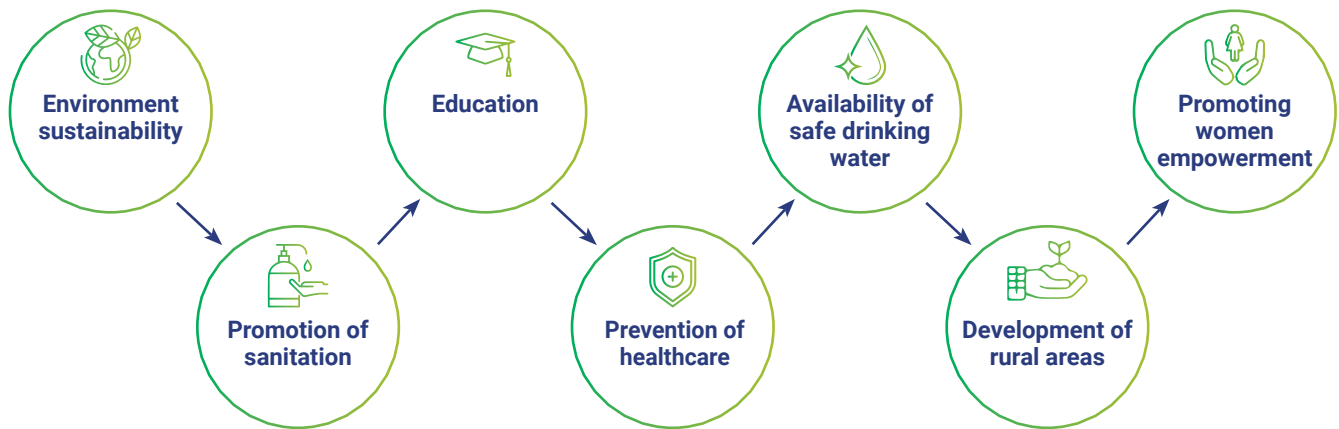 Environment
sustainability
Promotion of
sanitation
Education
Prevention of
healthcare
Availability of
safe drinking
water
Development of
rural areas
Promoting
women
empowerment